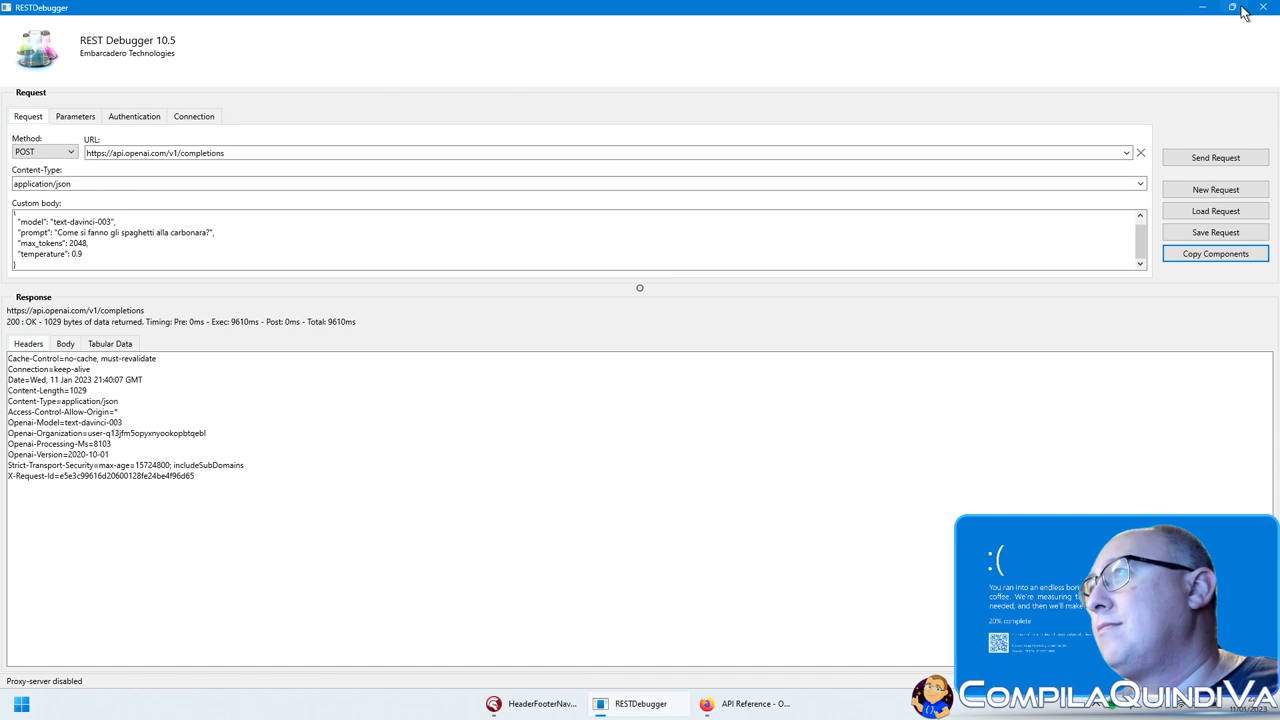 RESTDebugger
REST Debugger 10.5
Embarcadero Technologies
Request
Request Parameters Authentication Connection
Method: URL:
POST https://api.openai.com/v1/completions
Send Request
Content-Type:
application/json
New Request
Custom body:
Load Request
{
"model": "text-davinci-003",
"prompt": "Come si fanno gli spaghetti alla carbonara?",
"max_tokens": 2048,
"temperature": 0.9
}
Save Request
Copy Components
Response
https://api.openai.com/v1/completions
200 : OK - 1029 bytes of data returned. Timing: Pre: 0ms - Exec: 9610ms - Post: 0ms - Total: 9610ms
Headers Body Tabular Data
Cache-Control=no-cache, must-revalidate
Connection=keep-alive
Date=Wed, 11 Jan 2023 21:40:07 GMT
Content-Length=1029
Content-Type=application/json
Access-Control-Allow-Origin=*
Openai-Model=text-davinci-003
Openai-Organization=user-q13jfm5opyxnyookopbtqebl
Openai-Processing-Ms=8103
Openai-Version=2020-10-01
Strict-Transport-Security=max-age=15724800; includeSubDomains
X-Request-Id=e5e3c99616d20600128fe24be4f96d65
:(
You ran into an endless bori
coffee. We're measuring t
needed, and then we'll make
20% complete
Proxy-server disabled
HeaderFooterNav... RESTDebugger API Reference - O...
COMPILAQUINDIVA
11/01/2023